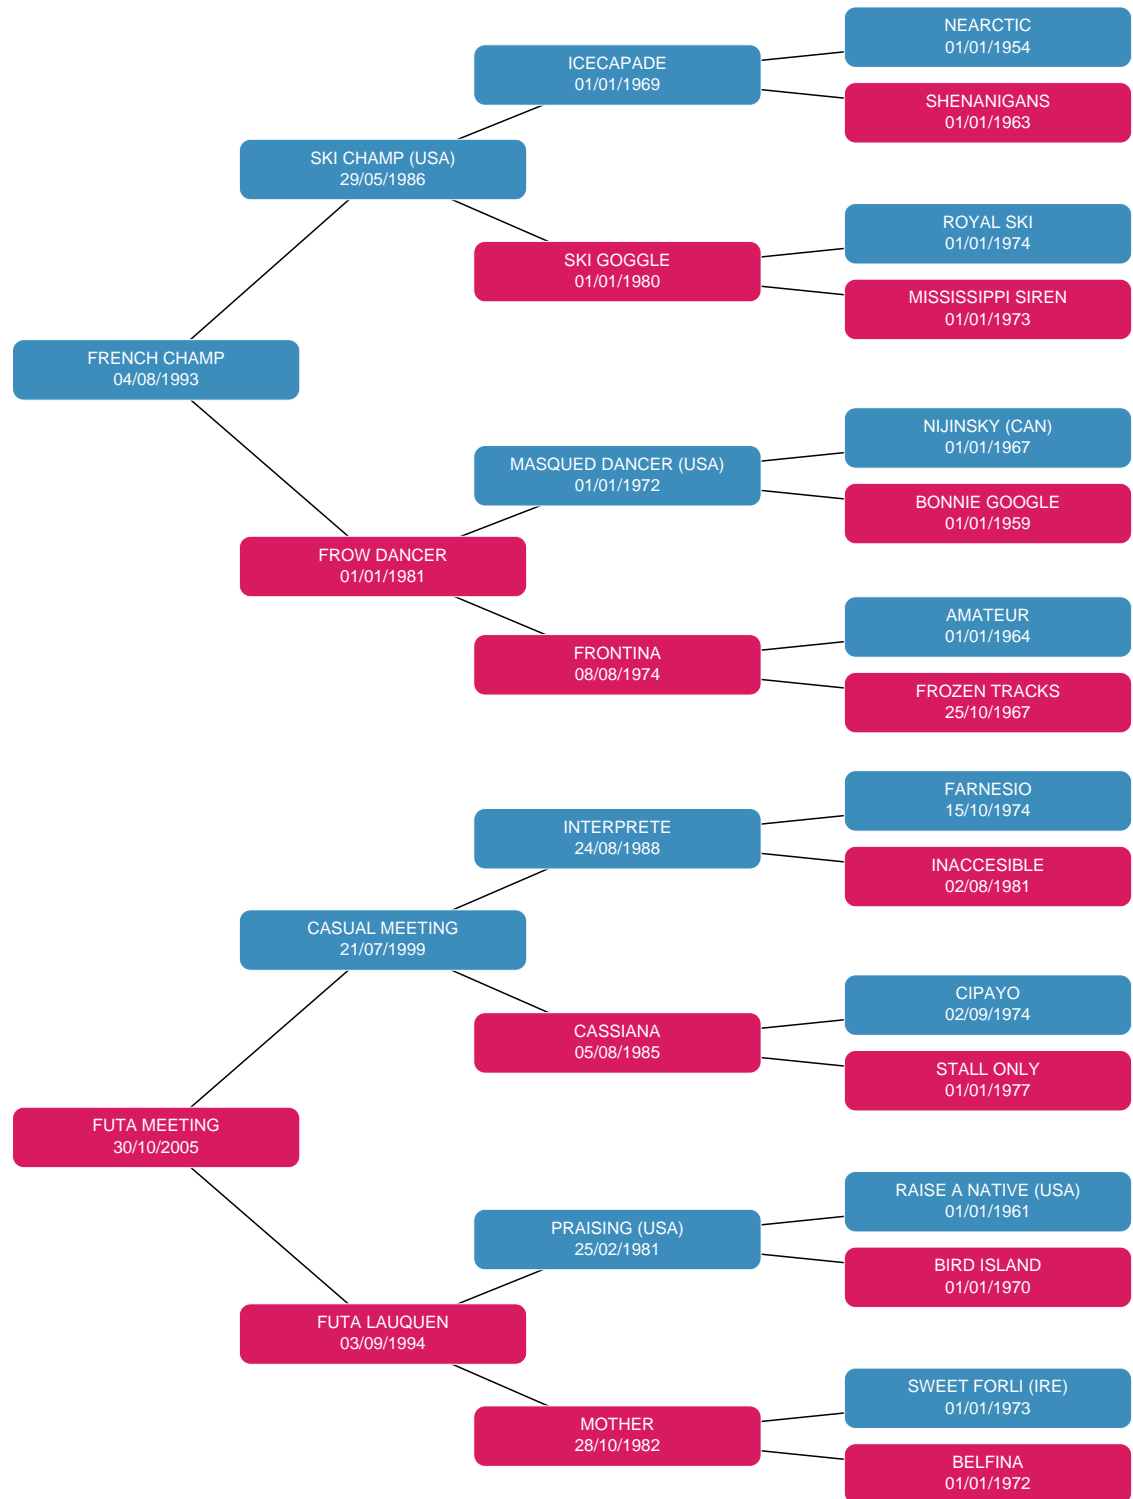 NEARCTIC
01/01/1954
ICECAPADE
01/01/1969
SHENANIGANS
01/01/1963
SKI CHAMP (USA)
29/05/1986
ROYAL SKI
01/01/1974
SKI GOGGLE
01/01/1980
MISSISSIPPI SIREN
01/01/1973
FRENCH CHAMP
04/08/1993
NIJINSKY (CAN)
01/01/1967
MASQUED DANCER (USA)
01/01/1972
BONNIE GOOGLE
01/01/1959
FROW DANCER
01/01/1981
AMATEUR
01/01/1964
FRONTINA
08/08/1974
FROZEN TRACKS
25/10/1967
FARNESIO
15/10/1974
INTERPRETE
24/08/1988
INACCESIBLE
02/08/1981
CASUAL MEETING
21/07/1999
CIPAYO
02/09/1974
CASSIANA
05/08/1985
STALL ONLY
01/01/1977
FUTA MEETING
30/10/2005
RAISE A NATIVE (USA)
01/01/1961
PRAISING (USA)
25/02/1981
BIRD ISLAND
01/01/1970
FUTA LAUQUEN
03/09/1994
SWEET FORLI (IRE)
01/01/1973
MOTHER
28/10/1982
BELFINA
01/01/1972